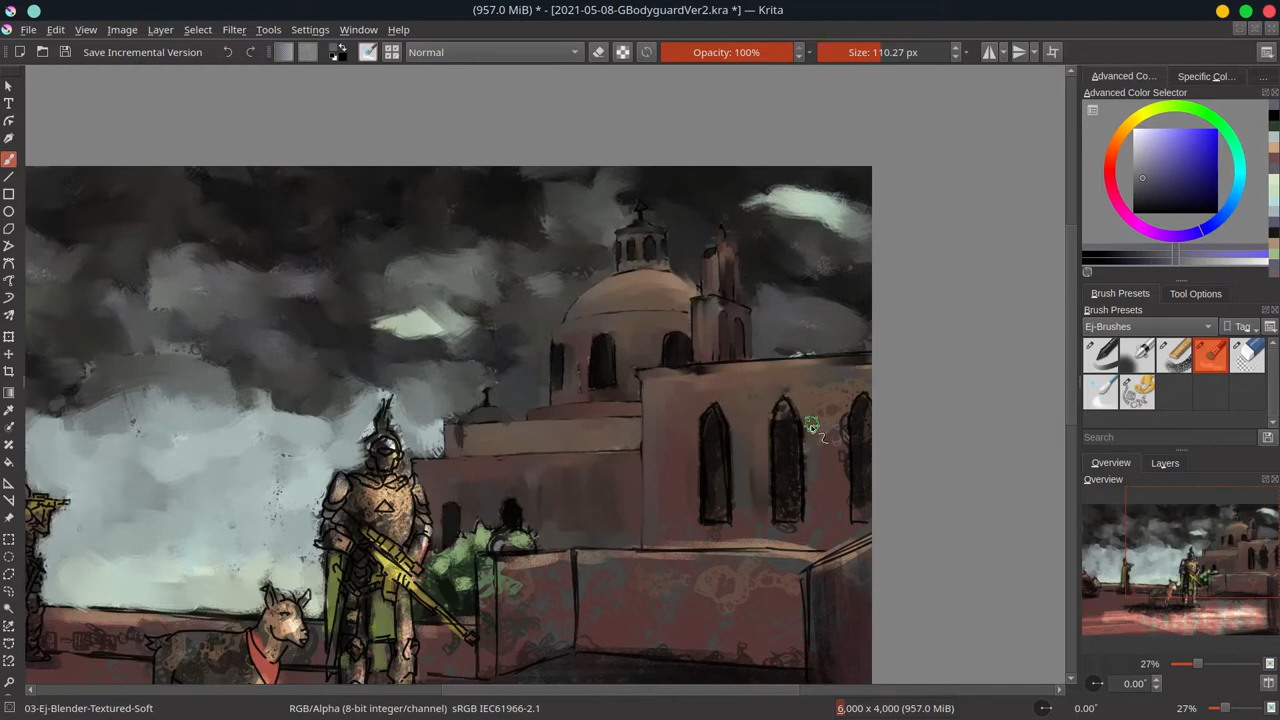 (957.0 MiB) * - [2021-05-08-GBodyguardVer2.kra *] — Krita
File Edit View Image Layer Select Filter Tools Settings Window Help
Save Incremental Version Normal Opacity: 100% Size: 110.27 px
Advanced Co... Specific Col... ...
Advanced Color Selector
Brush Presets Tool Options
Brush Presets
Ej-Brushes Tag
Search
Overview Layers
Overview
27%
0.00°
03-Ej-Blender-Textured-Soft RGB/Alpha (8-bit integer/channel) sRGB IEC61966-2.1 6,000 x 4,000 (957.0 MiB) 0.00° 27%